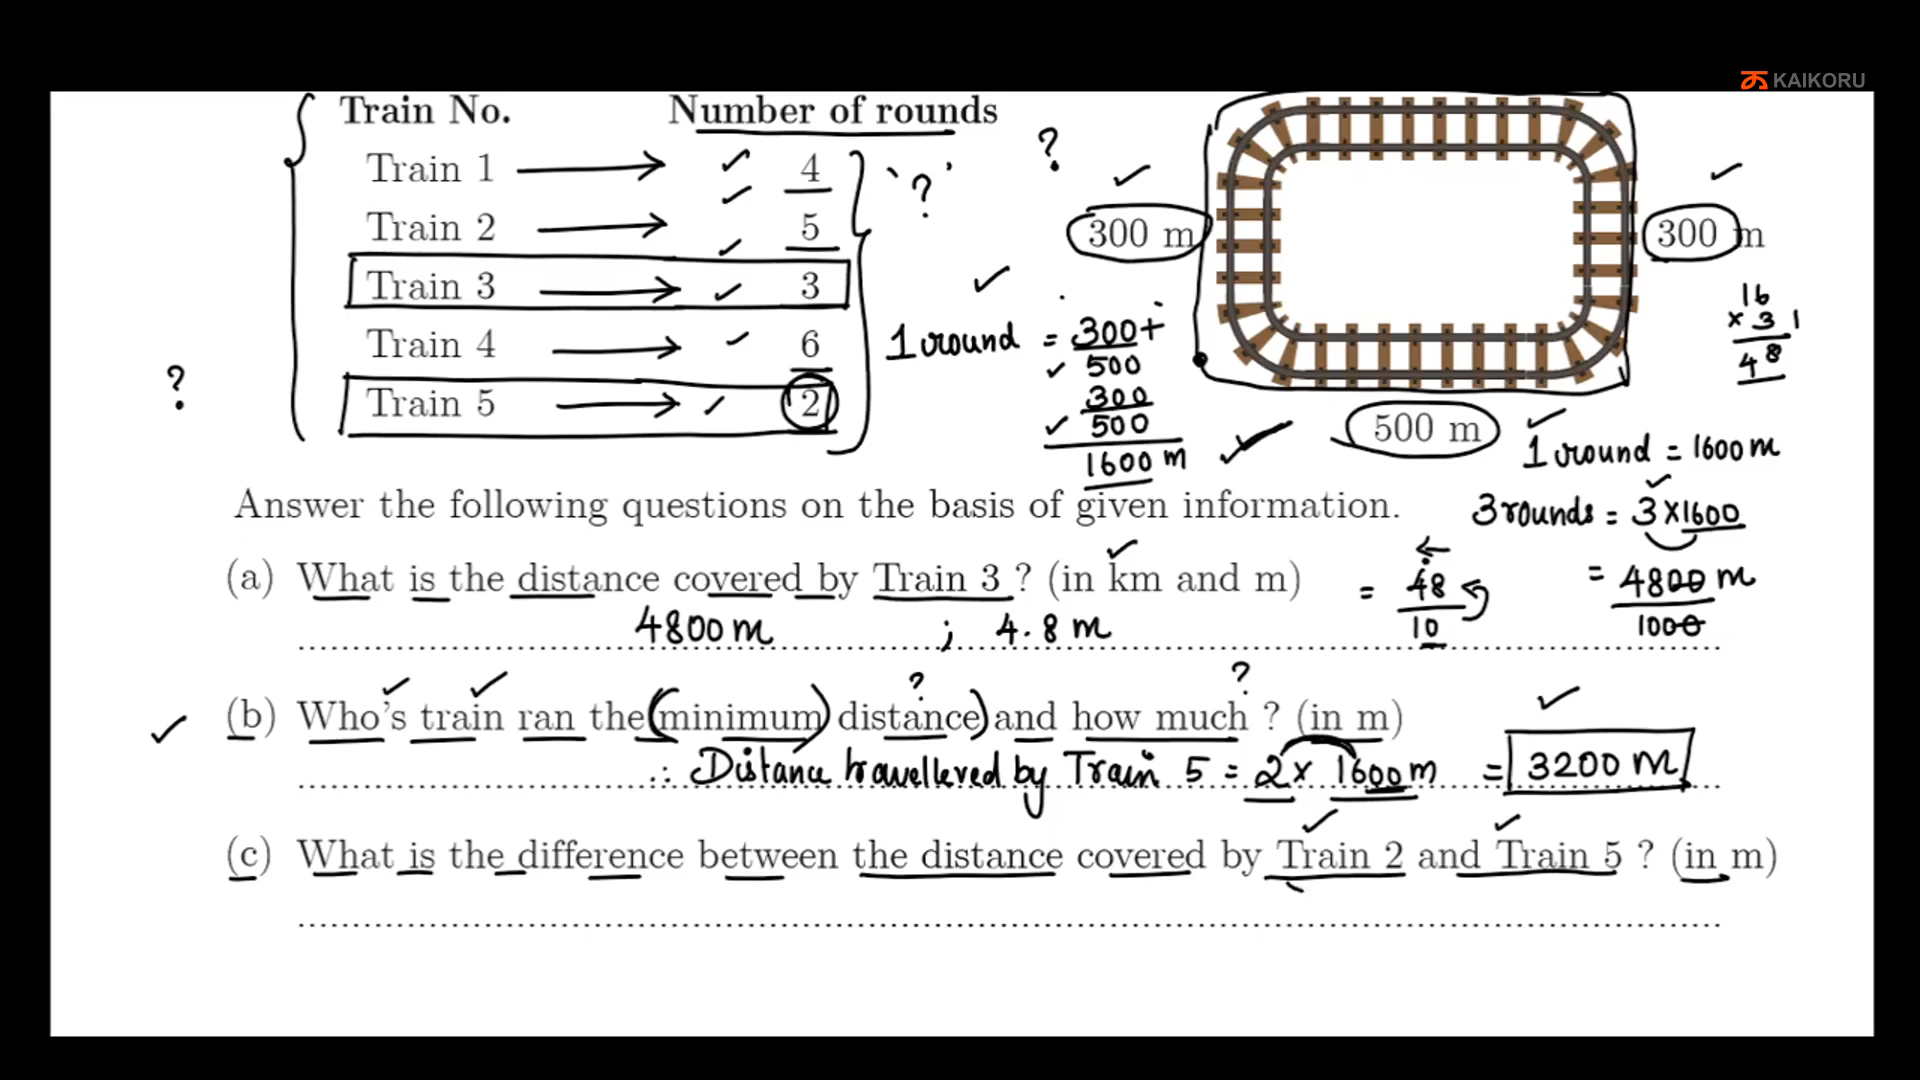 KAIKORU
Train No. Number of rounds
Train 1 4
Train 2 5
Train 3 3
Train 4 6
Train 5 2
?
'?'
?
300 m
300 m
500 m
1 round = 300+
500
300
500
1600 m
16
× 3 1
48
1 round = 1600 m
3 rounds = 3 × 1600
= 4800 m
1000
= 48
10
Answer the following questions on the basis of given information.
(a) What is the distance covered by Train 3 ? (in km and m)
4800 m ; 4.8 m
? ?
(b) Who's train ran the (minimum) distance) and how much ? (in m)
∴ Distance travelleved by Train 5 = 2 × 1600 m = 3200 m
(c) What is the difference between the distance covered by Train 2 and Train 5 ? (in m)